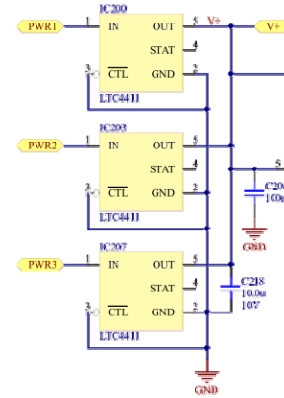 IC200
PWR1 1 IN OUT 5 V+ V+
STAT 4
3 CTL GND 2
LTC4411
IC203
PWR2 1 IN OUT 5
STAT 4
3 CTL GND 2
LTC4411
5
GND
IC207
PWR3 1 IN OUT 5
STAT 4
3 CTL GND 2
LTC4411
C218
10.0u
10V
GND